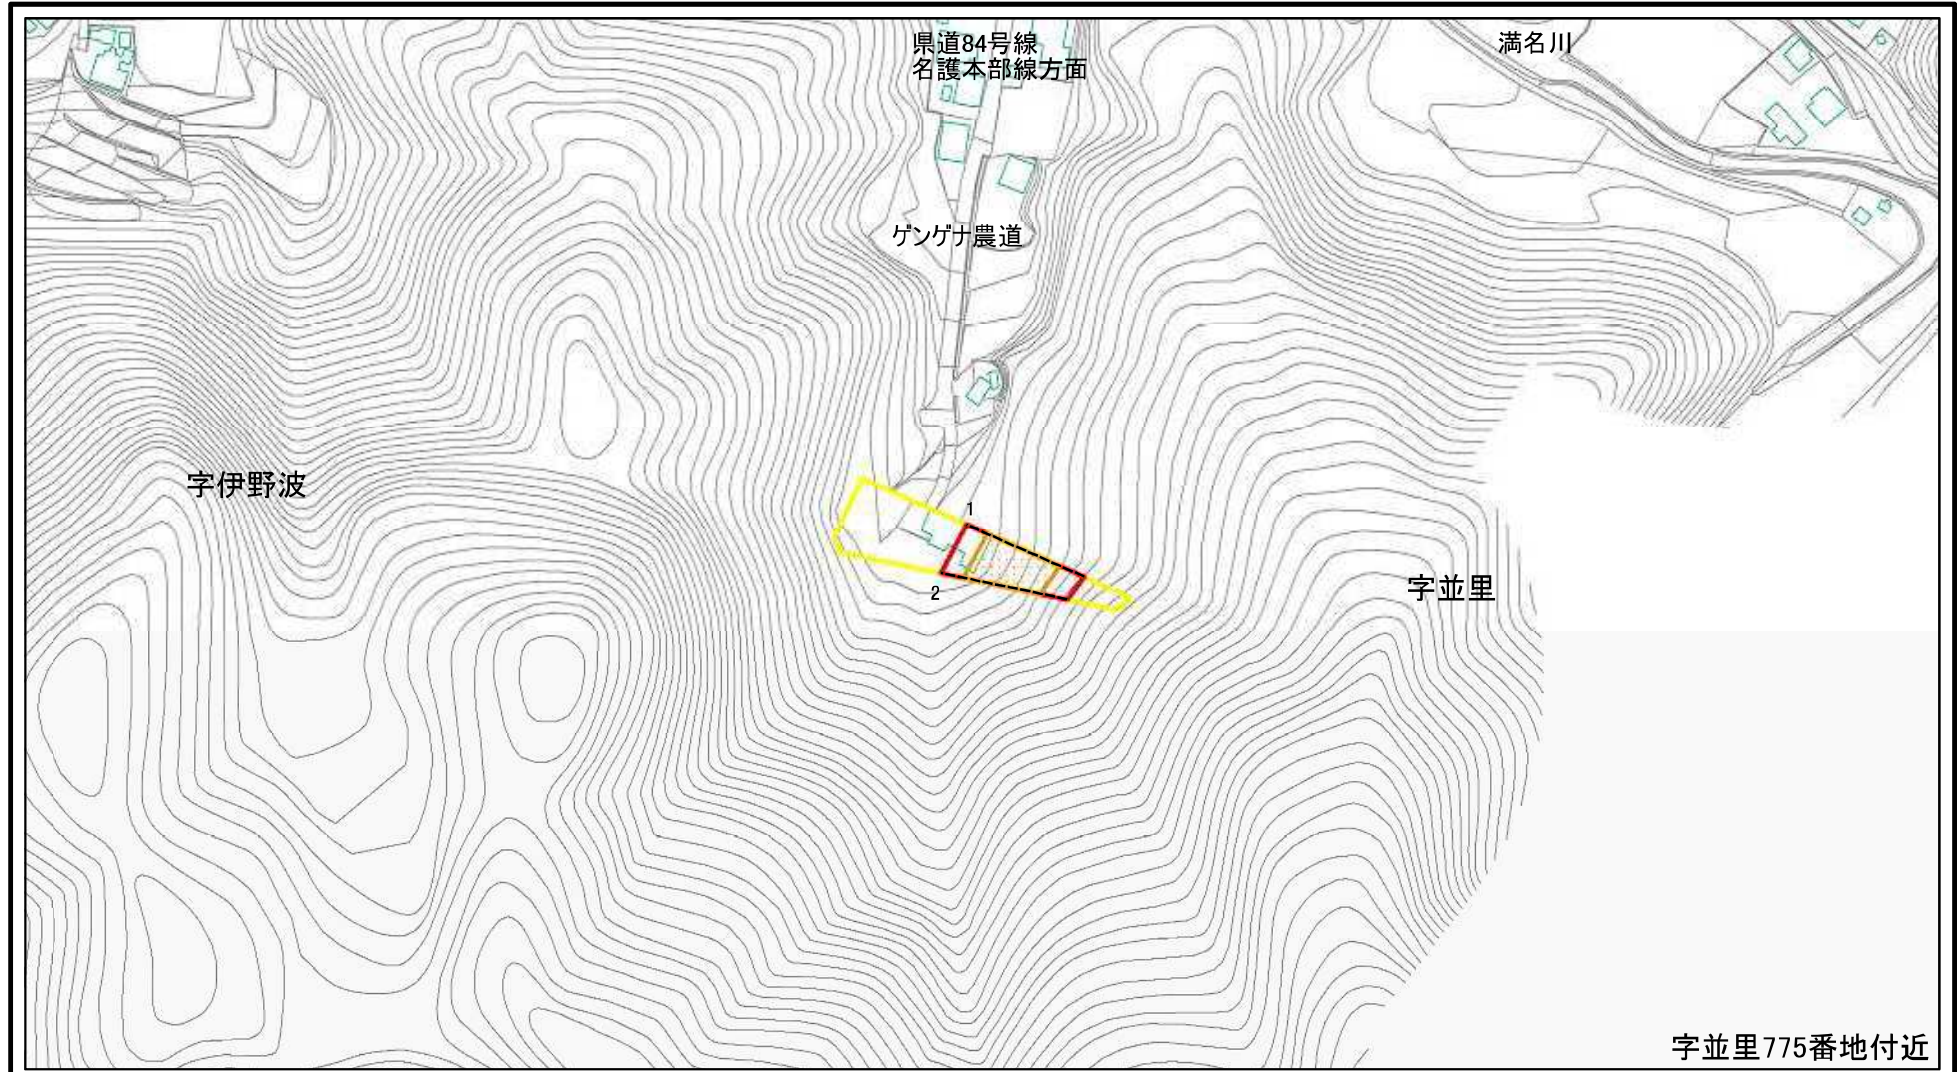 県道84号線
名護本部線方面
満名川
ゲンゲナ農道
字伊野波
1
2
字並里
字並里775番地付近